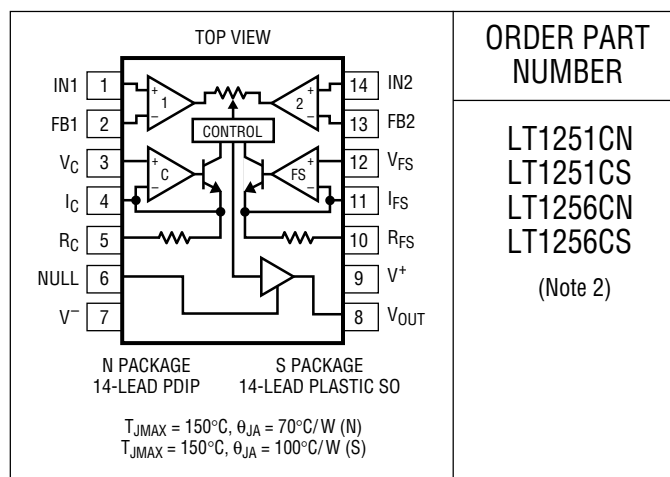 TOP VIEW
IN1 1
FB1 2
VC 3
IC 4
RC 5
NULL 6
V– 7
14 IN2
13 FB2
12 VFS
11 IFS
10 RFS
9 V+
8 VOUT
+
–
1
+
–
2
CONTROL
+
–
C
+
–
FS
N PACKAGE
14-LEAD PDIP
S PACKAGE
14-LEAD PLASTIC SO
TJMAX = 150°C, θJA = 70°C/W (N)
TJMAX = 150°C, θJA = 100°C/W (S)
ORDER PART
NUMBER
LT1251CN
LT1251CS
LT1256CN
LT1256CS
(Note 2)